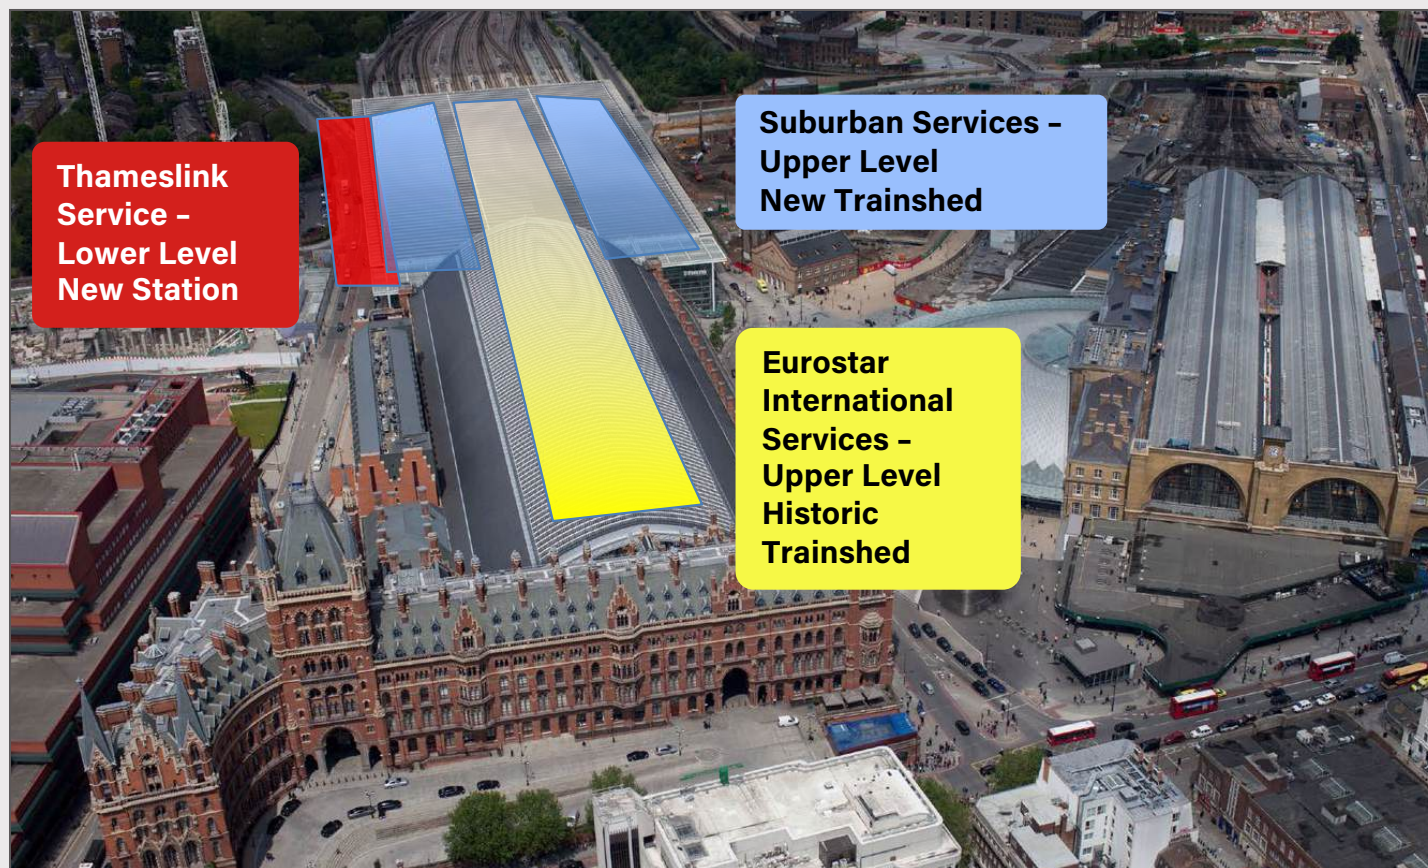 Thameslink
Service –
Lower Level
New Station
Suburban Services –
Upper Level
New Trainshed
Eurostar
International
Services –
Upper Level
Historic
Trainshed